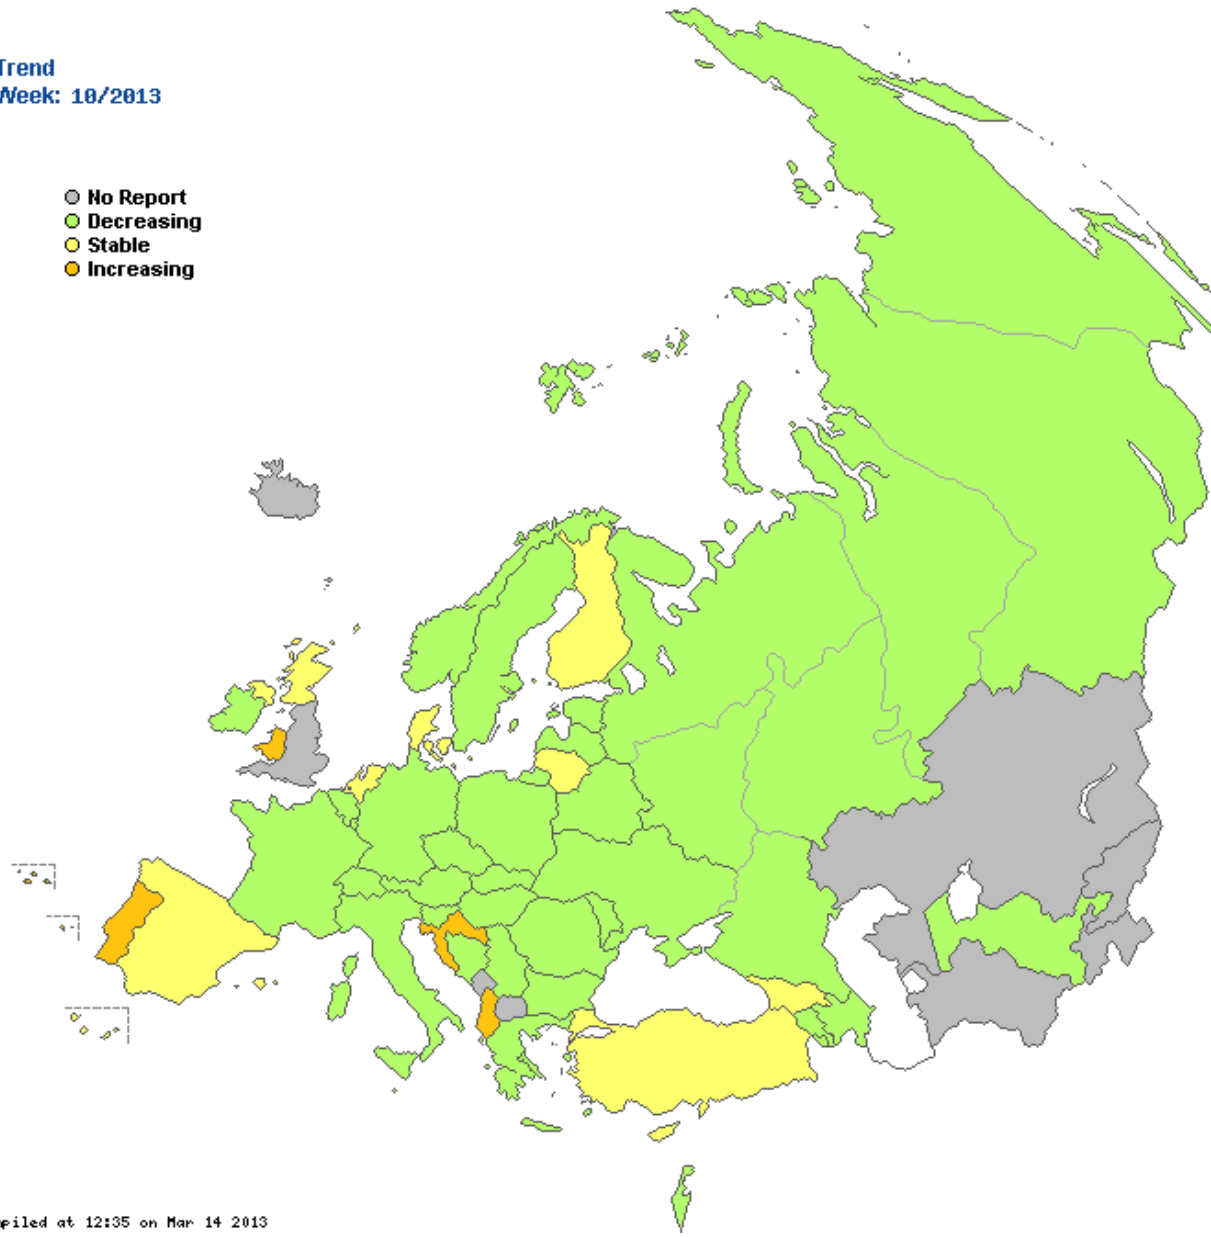 Trend
Week: 10/2013
No Report
Decreasing
Stable
Increasing
piled at 12:35 on Mar 14 2013